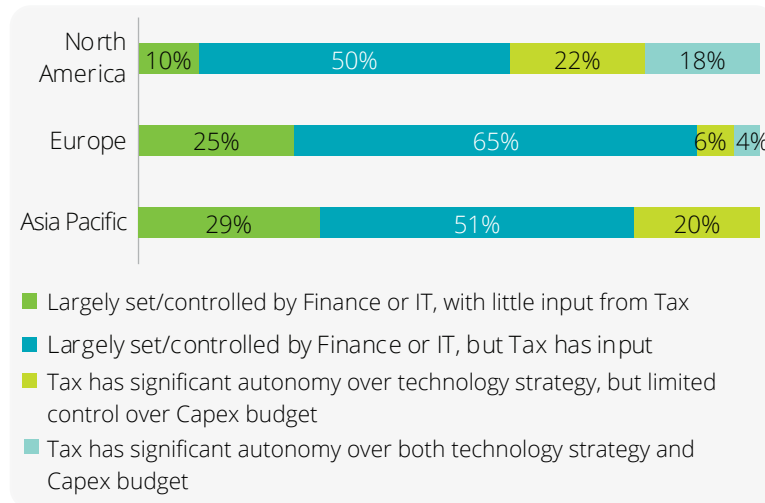 North
America
10% 50% 22% 18%
Europe
25% 65% 6% 4%
Asia Pacific
29% 51% 20%
Largely set/controlled by Finance or IT, with little input from Tax
Largely set/controlled by Finance or IT, but Tax has input
Tax has significant autonomy over technology strategy, but limited
control over Capex budget
Tax has significant autonomy over both technology strategy and
Capex budget